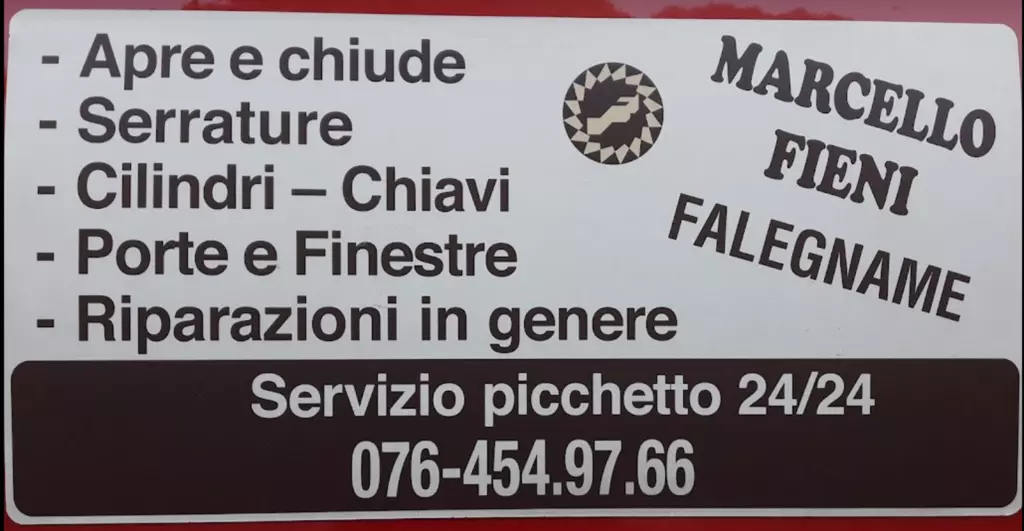 - Apre e chiude
- Serrature
- Cilindri – Chiavi
- Porte e Finestre
- Riparazioni in genere
MARCELLO
FIENI
FALEGNAME
Servizio picchetto 24/24
076-454.97.66